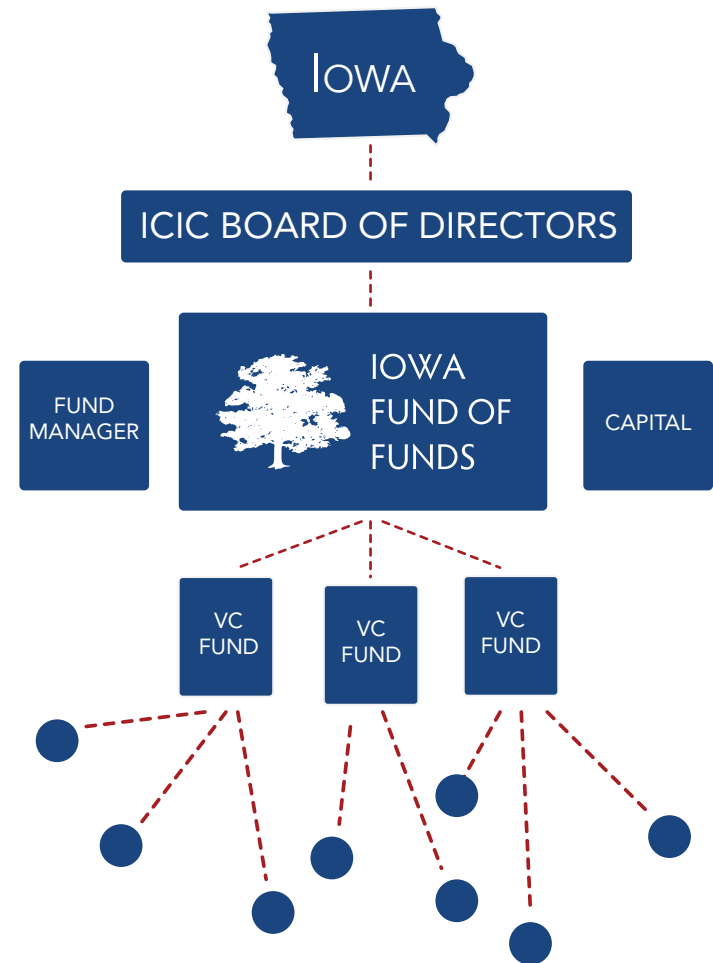 IOWA
ICIC BOARD OF DIRECTORS
IOWA
FUND OF
FUNDS
FUND
MANAGER
CAPITAL
VC
FUND
VC
FUND
VC
FUND